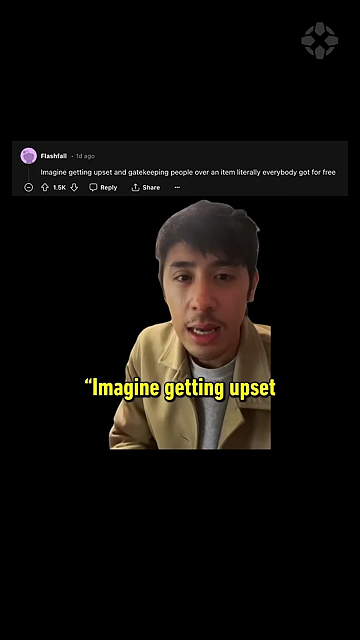 Flashfall · 1d ago
Imagine getting upset and gatekeeping people over an item literally everybody got for free
1.5K Reply Share ...
“Imagine getting upset